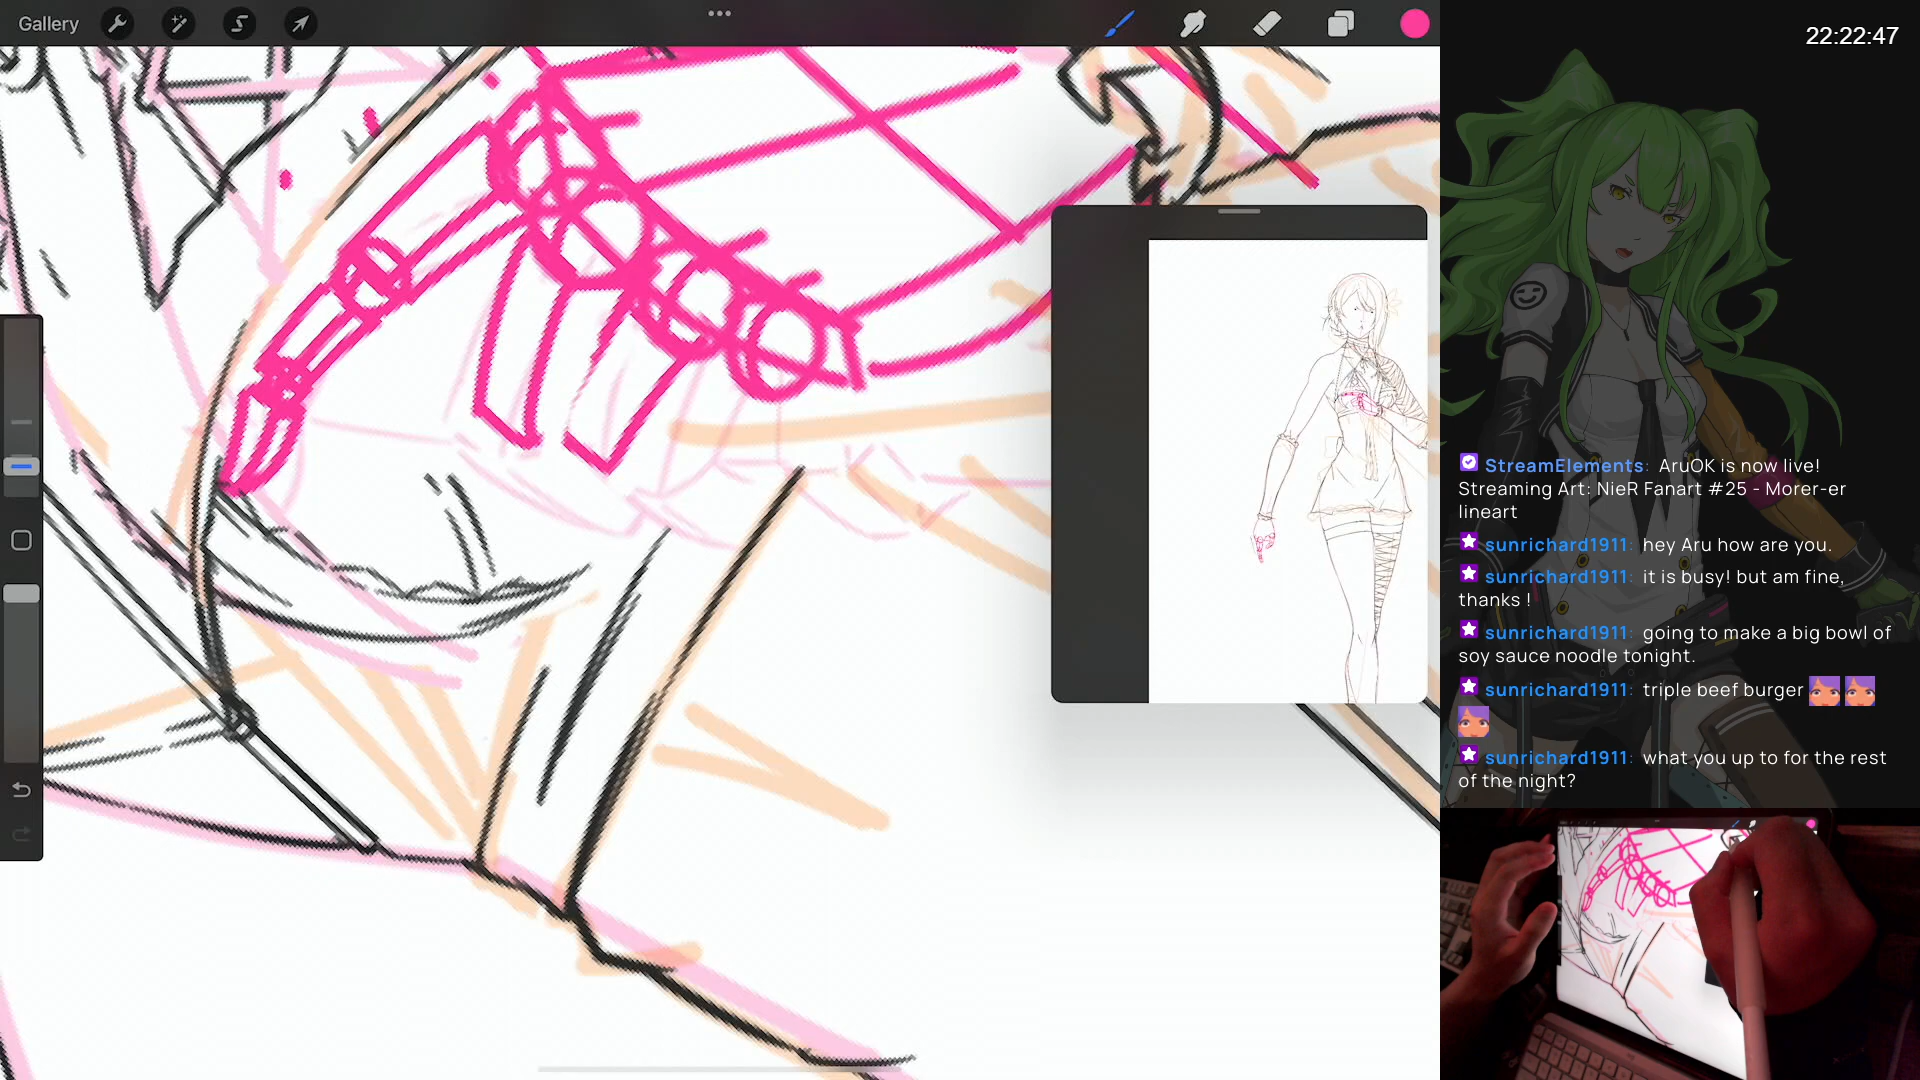 Gallery
22:22:47
StreamElements: AruOK is now live!
Streaming Art: NieR Fanart #25 - Morer-er
lineart
sunrichard1911: hey Aru how are you.
sunrichard1911: it is busy! but am fine,
thanks !
sunrichard1911: going to make a big bowl of
soy sauce noodle tonight.
sunrichard1911: triple beef burger
sunrichard1911: what you up to for the rest
of the night?